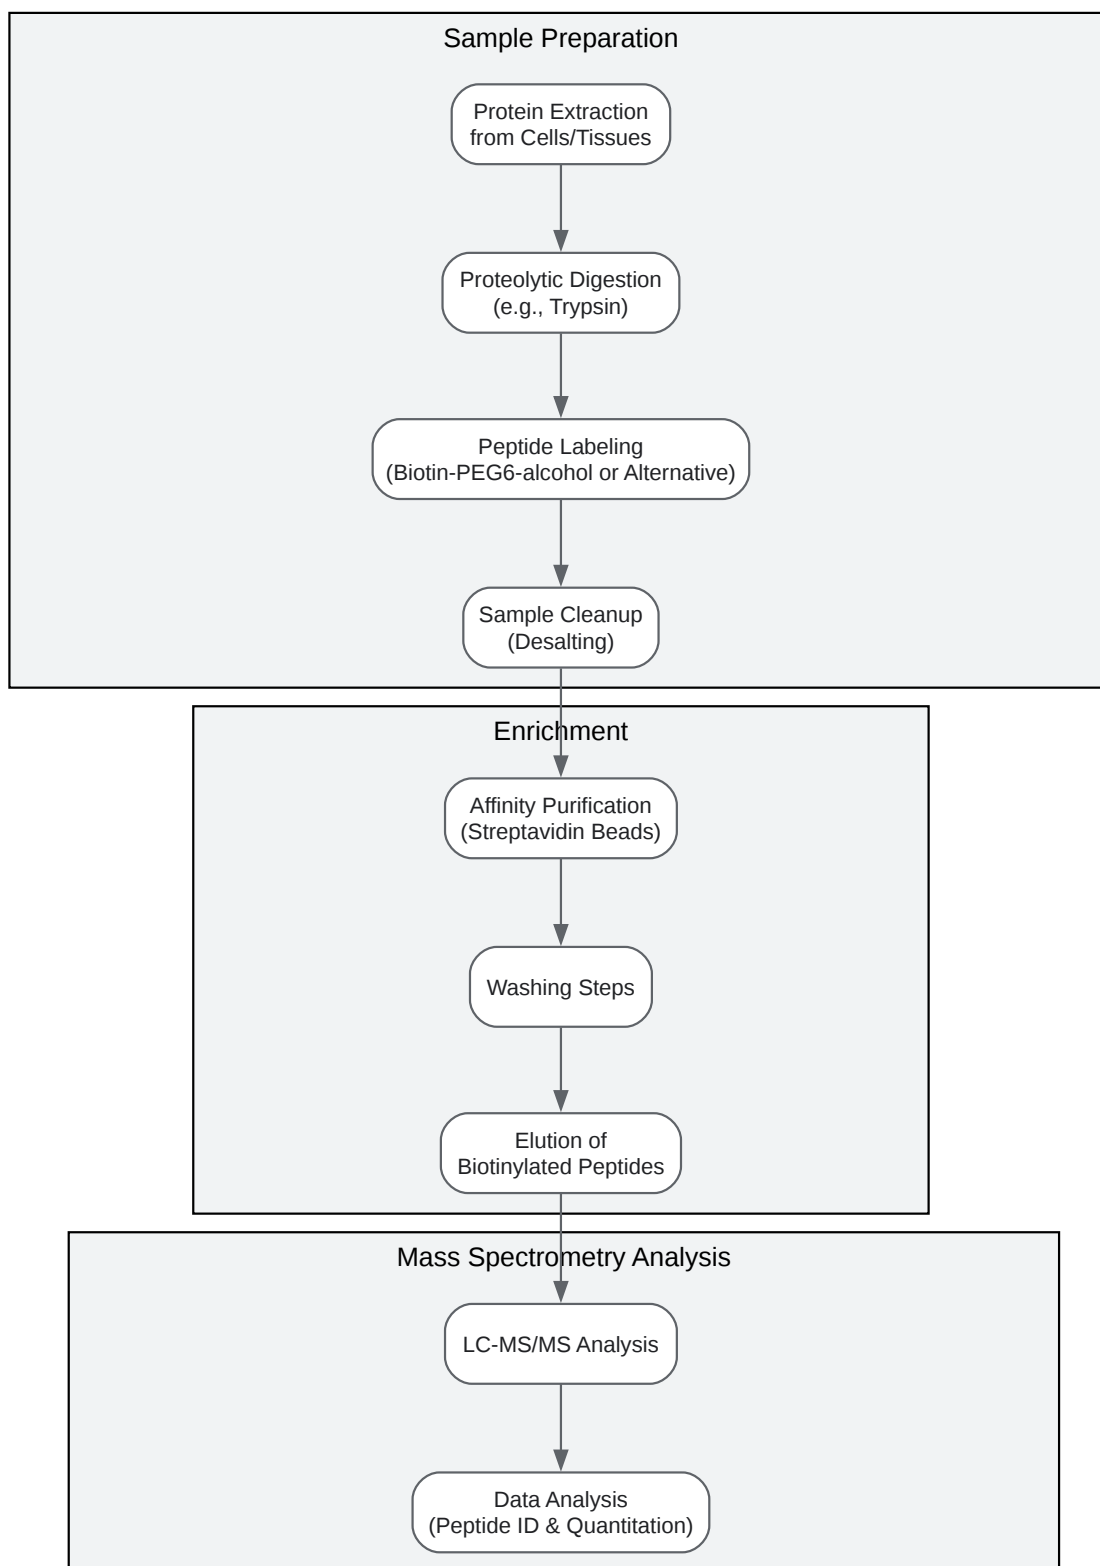 Sample Preparation
Protein Extraction
from Cells/Tissues
Proteolytic Digestion
(e.g., Trypsin)
Peptide Labeling
(Biotin-PEG6-alcohol or Alternative)
Sample Cleanup
(Desalting)
Enrichment
Affinity Purification
(Streptavidin Beads)
Washing Steps
Elution of
Biotinylated Peptides
Mass Spectrometry Analysis
LC-MS/MS Analysis
Data Analysis
(Peptide ID & Quantitation)